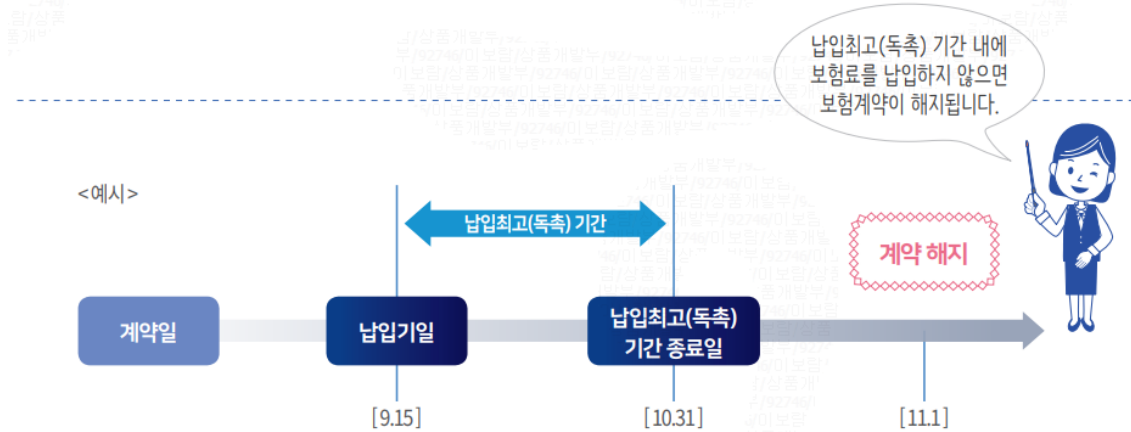 납입최고(독촉) 기간 내에
보험료를 납입하지 않으면
보험계약이 해지됩니다.
<예시>
납입최고(독촉) 기간
계약 해지
계약일
납입기일
납입최고(독촉)
기간 종료일
[9.15]
[10.31]
[11.1]